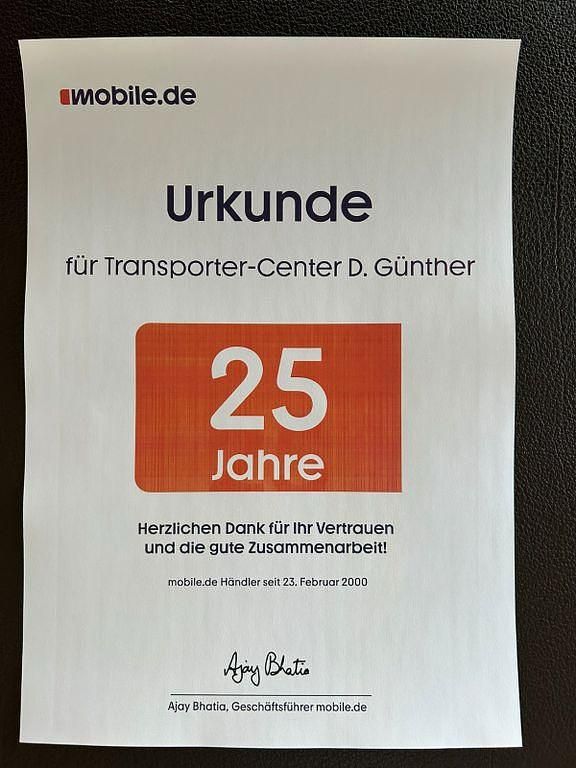 mobile.de
Urkunde
für Transporter-Center D. Günther
25
Jahre
Herzlichen Dank für Ihr Vertrauen
und die gute Zusammenarbeit!
mobile.de Händler seit 23. Februar 2000
Ajay Bhatia
Ajay Bhatia, Geschäftsführer mobile.de